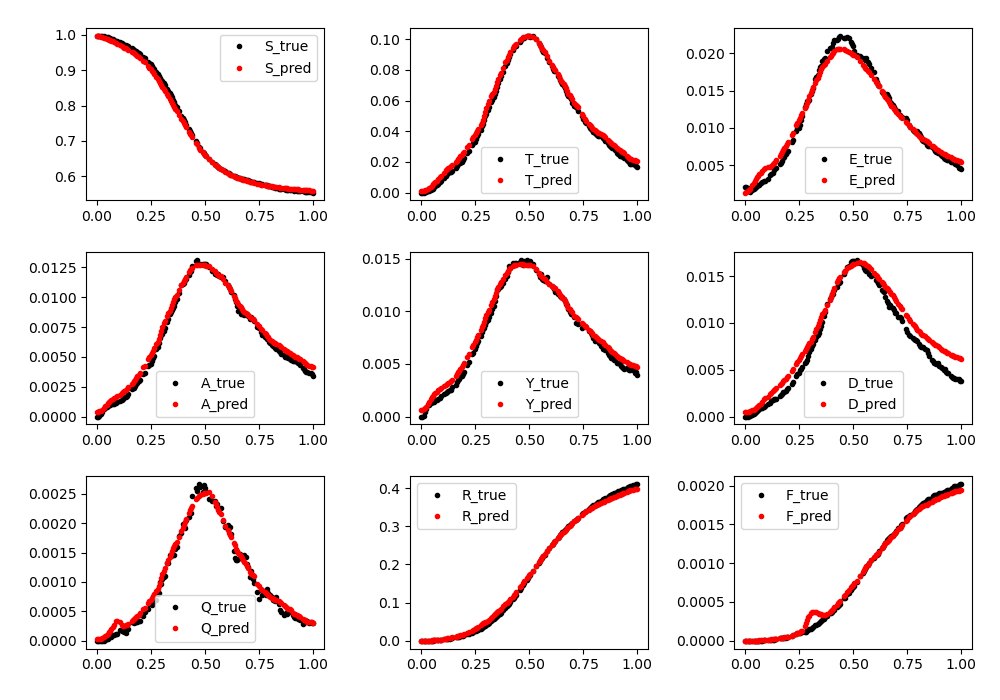 1.0
0.9
0.8
0.7
0.6
S_true
S_pred
0.00 0.25 0.50 0.75 1.00
0.10
0.08
0.06
0.04
0.02
0.00
T_true
T_pred
0.00 0.25 0.50 0.75 1.00
0.020
0.015
0.010
0.005
E_true
E_pred
0.00 0.25 0.50 0.75 1.00
0.0125
0.0100
0.0075
0.0050
0.0025
0.0000
A_true
A_pred
0.00 0.25 0.50 0.75 1.00
0.015
0.010
0.005
0.000
Y_true
Y_pred
0.00 0.25 0.50 0.75 1.00
0.015
0.010
0.005
0.000
D_true
D_pred
0.00 0.25 0.50 0.75 1.00
0.0025
0.0020
0.0015
0.0010
0.0005
0.0000
Q_true
Q_pred
0.00 0.25 0.50 0.75 1.00
0.4
0.3
0.2
0.1
0.0
R_true
R_pred
0.00 0.25 0.50 0.75 1.00
0.0020
0.0015
0.0010
0.0005
0.0000
F_true
F_pred
0.00 0.25 0.50 0.75 1.00